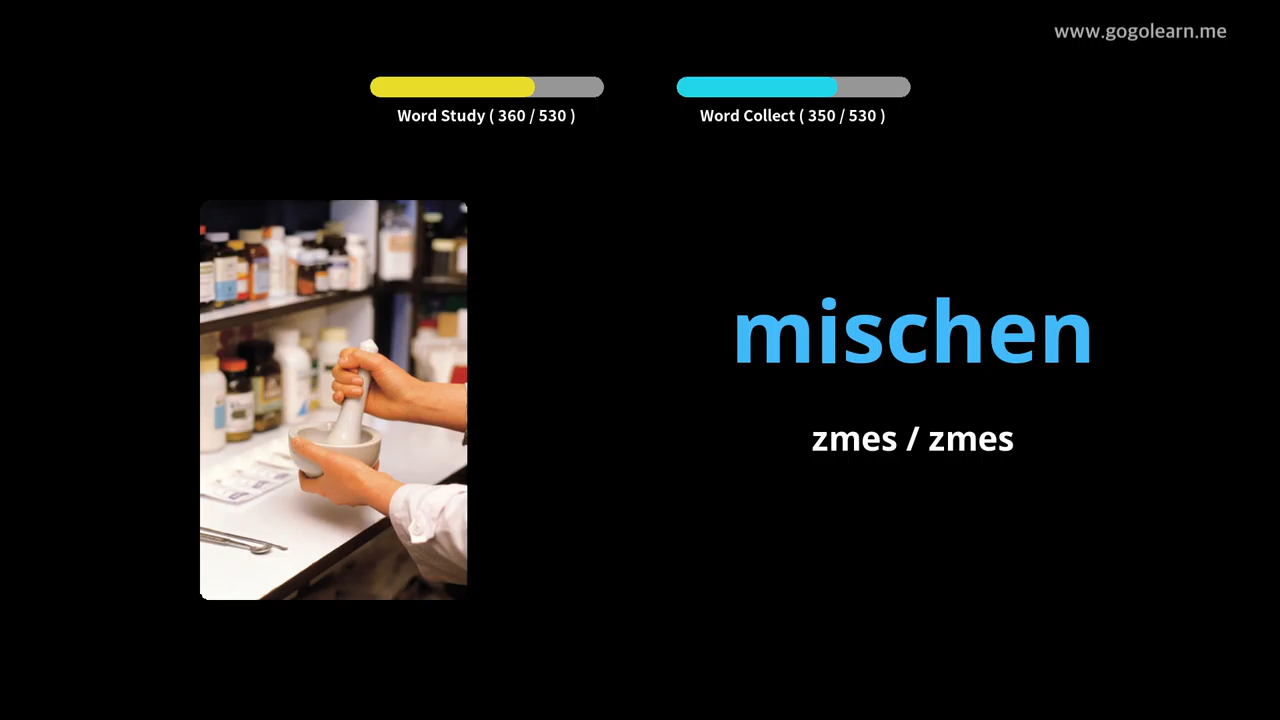 www.gogolearn.me
Word Study ( 360 / 530 )
Word Collect ( 350 / 530 )
mischen
zmes / zmes